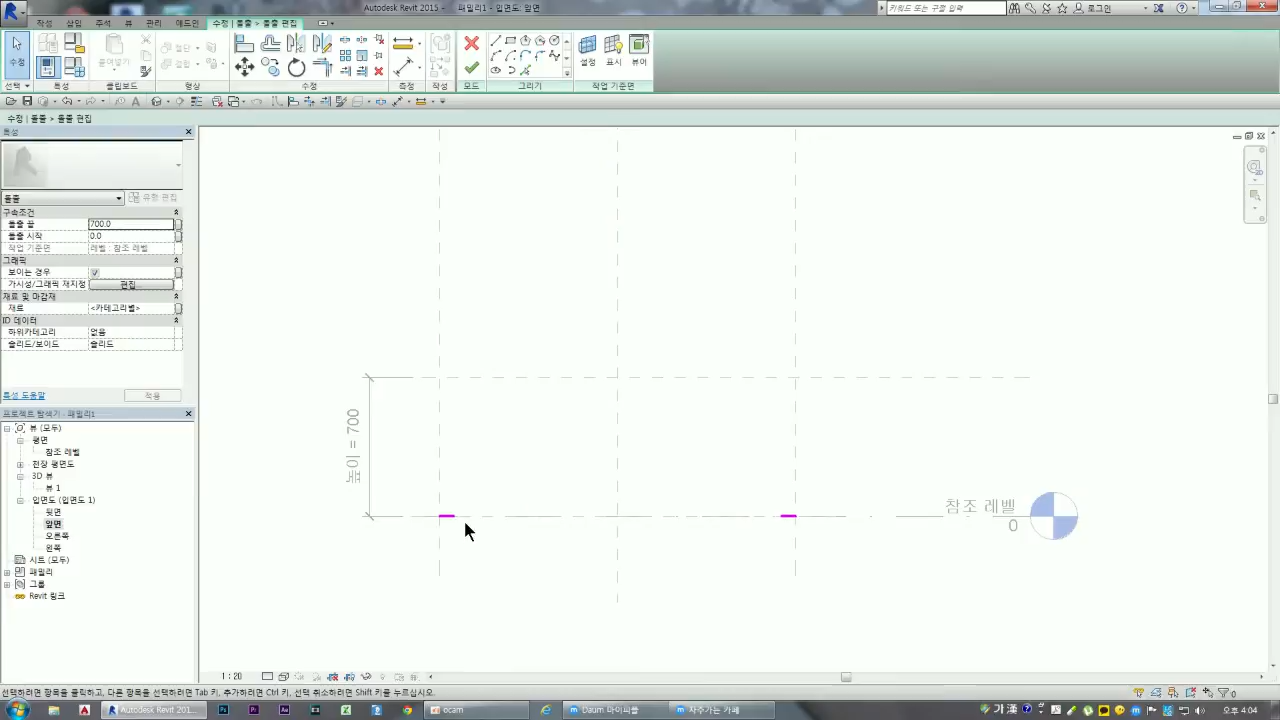 Autodesk Revit 2015 - 패밀리1 - 입면도: 앞면
키워드 또는 구절 입력
로그인
작성 삽입 주석 뷰 관리 애드인 수정 | 돌출 > 돌출 편집
수정
붙여넣기
절단
결합
설정 표시 뷰어
선택 특성 클립보드 형상 수정 측정 작성 모드 그리기 작업 기준면
수정 | 돌출 > 돌출 편집
특성
돌출
유형 편집
구속조건
돌출 끝 700.0
돌출 시작 0.0
작업 기준면 레벨 : 참조 레벨
그래픽
보이는 경우
가시성/그래픽 재지정 편집...
재료 및 마감재
재료 <카테고리별>
ID 데이터
하위카테고리 없음
솔리드/보이드 솔리드
특성 도움말
적용
프로젝트 탐색기 - 패밀리1
뷰 (모두)
평면
참조 레벨
천장 평면도
3D 뷰
뷰 1
입면도 (입면도 1)
뒷면
앞면
오른쪽
왼쪽
시트 (모두)
패밀리
그룹
Revit 링크
높이 = 700
참조 레벨
0
1 : 20
선택하려면 항목을 클릭하고, 다른 항목을 선택하려면 Tab 키, 추가하려면 Ctrl 키, 선택 취소하려면 Shift 키를 누르십시오.
Autodesk Revit 201...
ocam
Daum 마이피플
자주가는 카페
오후 4:04